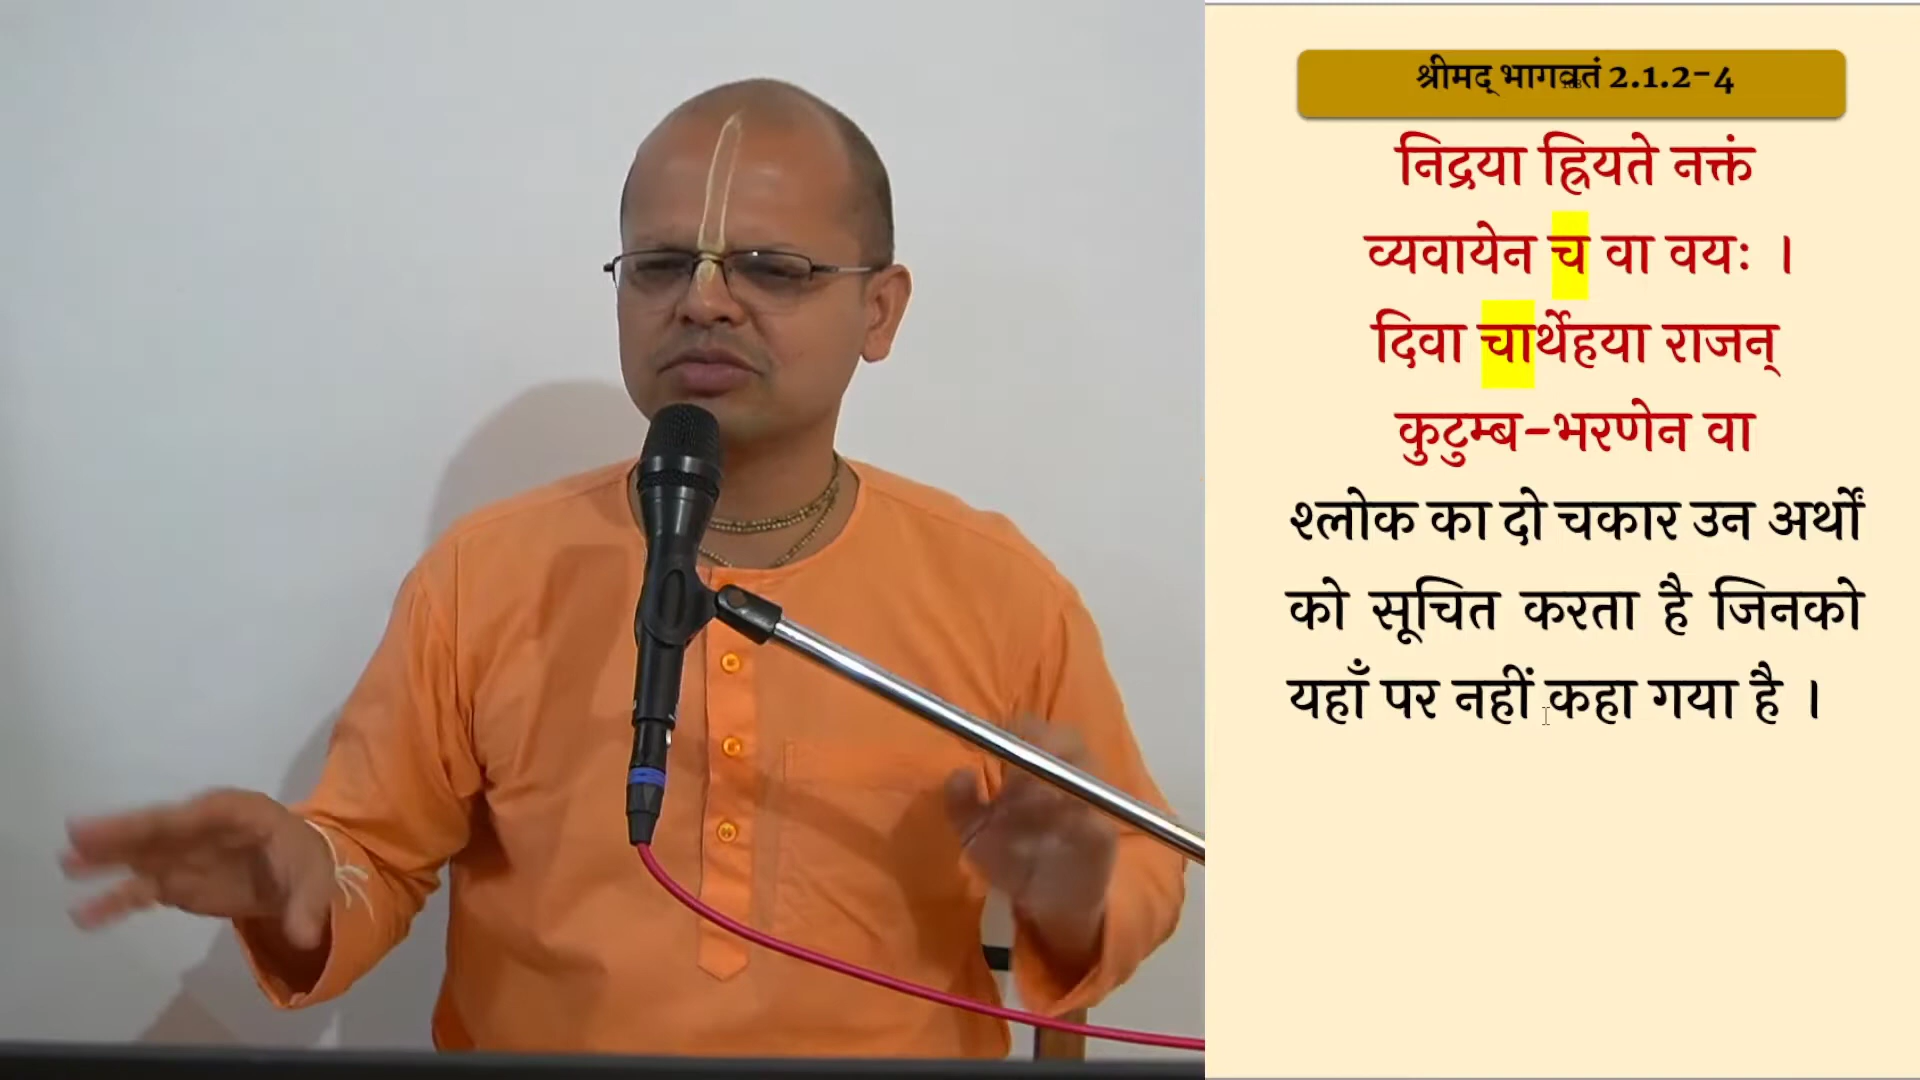 श्रीमद् भागवतं 2.1.2-4
निद्रया ह्रियते नक्तं
व्यवायेन च वा वयः ।
दिवा चार्थेहया राजन्
कुटुम्ब-भरणेन वा
श्लोक का दो चकार उन अर्थों
को सूचित करता है जिनको
यहाँ पर नहीं कहा गया है ।